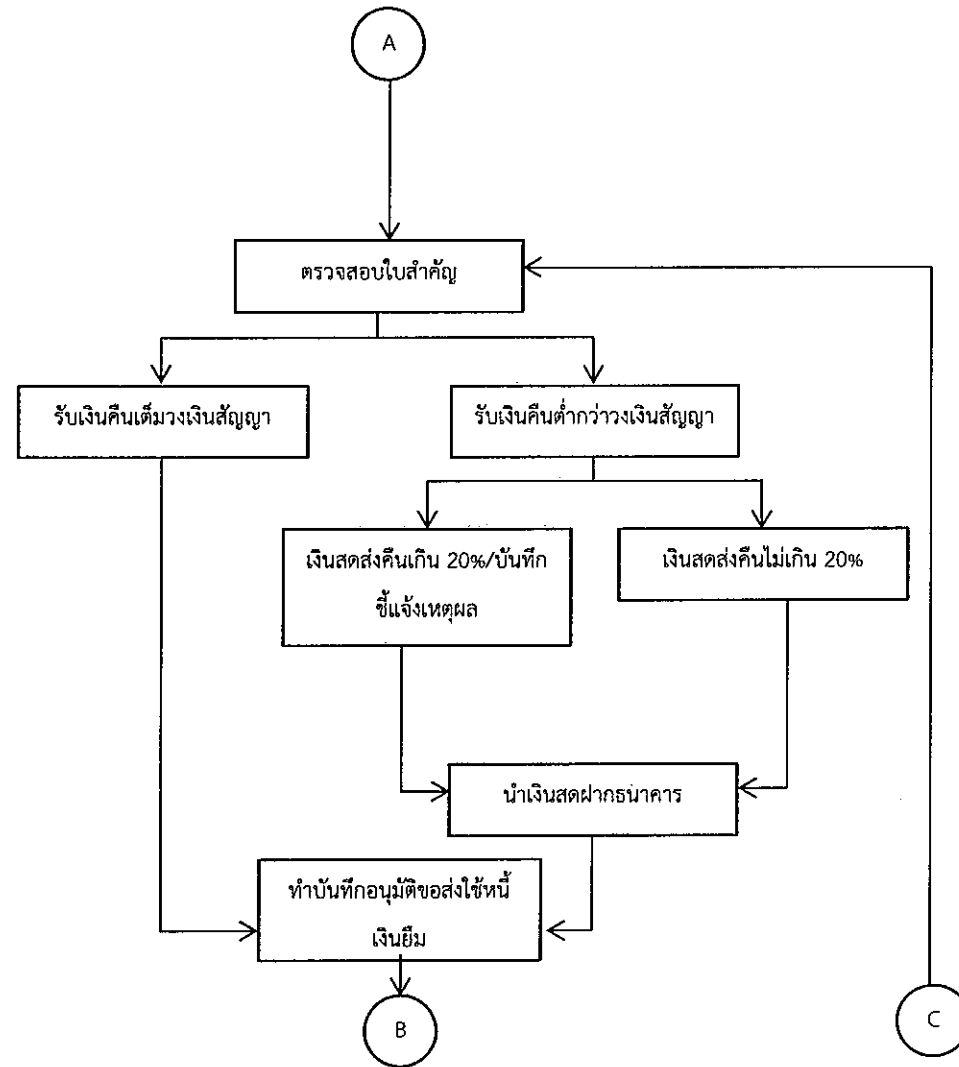 A
ตรวจสอบใบสำคัญ
รับเงินคืนเต็มวงเงินสัญญา
รับเงินคืนต่ำกว่าวงเงินสัญญา
เงินสดส่งคืนเกิน 20%/บันทึก
ชี้แจ้งเหตุผล
เงินสดส่งคืนไม่เกิน 20%
นำเงินสดฝากธนาคาร
ทำบันทึกอนุมัติขอส่งใช้หนี้
เงินยืม
B
C